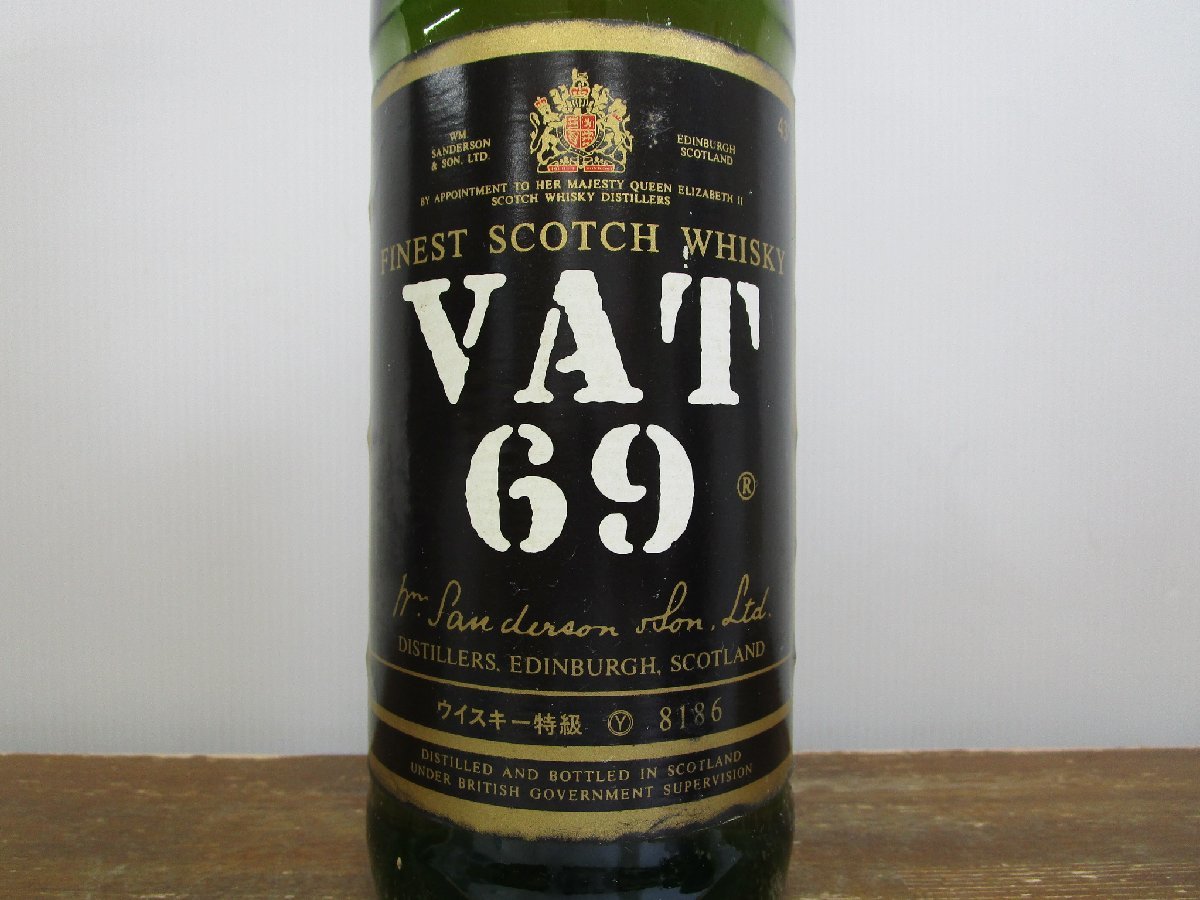 WM.
SANDERSON
& SON, LTD.
EDINBURGH
SCOTLAND
BY APPOINTMENT TO HER MAJESTY QUEEN ELIZABETH II
SCOTCH WHISKY DISTILLERS
FINEST SCOTCH WHISKY
VAT
69
®
Wm. Sanderson & Son, Ltd.
DISTILLERS, EDINBURGH, SCOTLAND
ウイスキー特級 Ⓨ 8186
DISTILLED AND BOTTLED IN SCOTLAND
UNDER BRITISH GOVERNMENT SUPERVISION